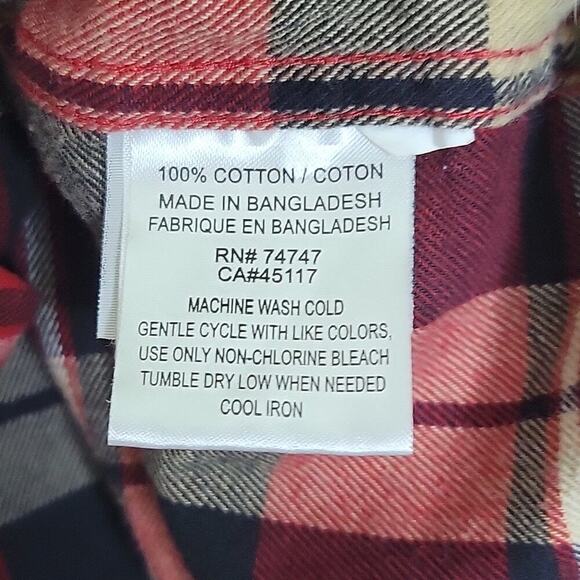 100% COTTON / COTON
MADE IN BANGLADESH
FABRIQUE EN BANGLADESH
RN# 74747
CA#45117
MACHINE WASH COLD
GENTLE CYCLE WITH LIKE COLORS,
USE ONLY NON-CHLORINE BLEACH
TUMBLE DRY LOW WHEN NEEDED
COOL IRON